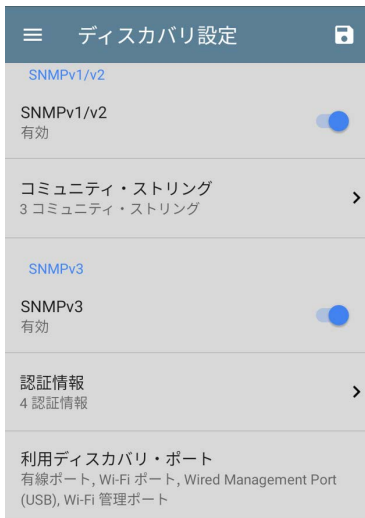 ディスカバリ設定
SNMPv1/v2
SNMPv1/v2
有効
コミュニティ・ストリング
3 コミュニティ・ストリング
SNMPv3
SNMPv3
有効
認証情報
4 認証情報
利用ディスカバリ・ポート
有線ポート, Wi-Fi ポート, Wired Management Port
(USB), Wi-Fi 管理ポート